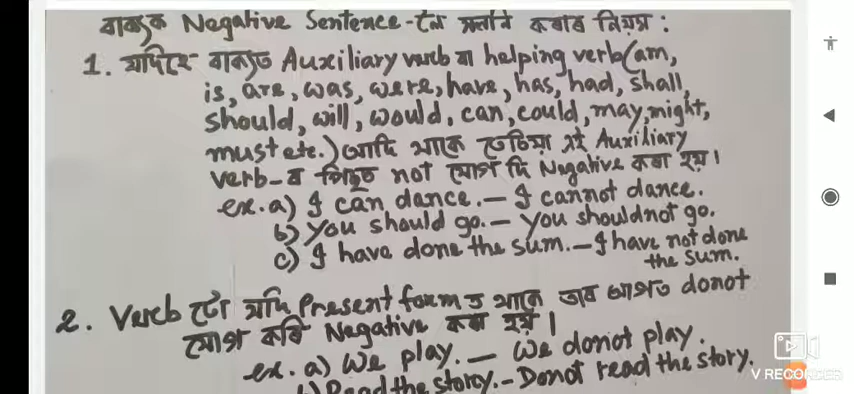 বাক্যক Negative Sentence-লৈ সলনি কৰাৰ নিয়ম :
1. যদিহে বাক্যত Auxiliary verb বা helping verb (am,
is, are, was, were, have, has, had, shall,
should, will, would, can, could, may, might,
must etc.) আদি থাকে তেতিয়া এই Auxiliary
verb-ৰ পিছত not যোগ দি Negative কৰা হয়।
ex. a) I can dance. – I cannot dance.
b) You should go. – You shouldnot go.
c) I have done the sum. – I have not done
the sum.
2. Verb টো যদি Present form ত থাকে তাৰ আগত donot
যোগ কৰি Negative কৰা হয়।
ex. a) We play. – We donot play.
b) Read the story. – Donot read the story.
V RECORDER